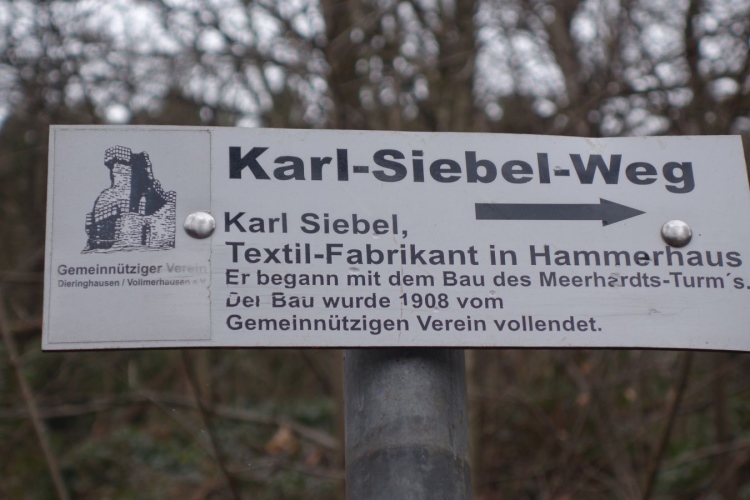 Karl-Siebel-Weg
Karl Siebel,
Textil-Fabrikant in Hammerhaus
Er begann mit dem Bau des Meerhardts-Turm´s.
Der Bau wurde 1908 vom
Gemeinnützigen Verein vollendet.
Gemeinnütziger Verein
Dieringhausen / Vollmerhausen e.V.